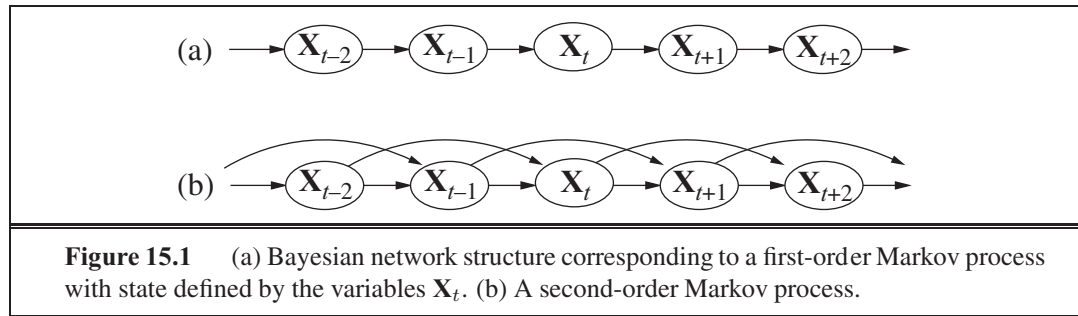 (a) X_{t–2} X_{t–1} X_t X_{t+1} X_{t+2}
(b) X_{t–2} X_{t–1} X_t X_{t+1} X_{t+2}
Figure 15.1 (a) Bayesian network structure corresponding to a first-order Markov process
with state defined by the variables X_t. (b) A second-order Markov process.